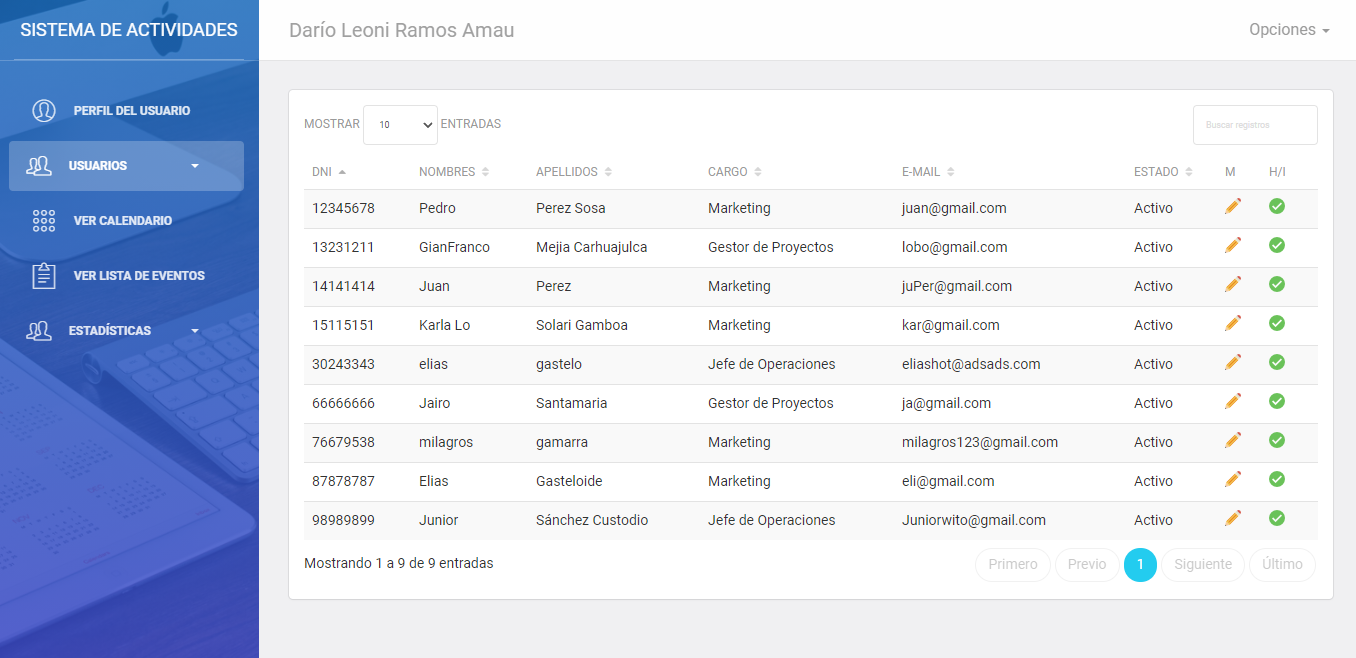 SISTEMA DE ACTIVIDADES
Darío Leoni Ramos Amau
Opciones
PERFIL DEL USUARIO
USUARIOS
VER CALENDARIO
VER LISTA DE EVENTOS
ESTADÍSTICAS
MOSTRAR 10 ENTRADAS
Buscar registros
DNI NOMBRES APELLIDOS CARGO E-MAIL ESTADO M H/I
12345678 Pedro Perez Sosa Marketing juan@gmail.com Activo
13231211 GianFranco Mejia Carhuajulca Gestor de Proyectos lobo@gmail.com Activo
14141414 Juan Perez Marketing juPer@gmail.com Activo
15115151 Karla Lo Solari Gamboa Marketing kar@gmail.com Activo
30243343 elias gastelo Jefe de Operaciones eliashot@adsads.com Activo
66666666 Jairo Santamaria Gestor de Proyectos ja@gmail.com Activo
76679538 milagros gamarra Marketing milagros123@gmail.com Activo
87878787 Elias Gasteloide Marketing eli@gmail.com Activo
98989899 Junior Sánchez Custodio Jefe de Operaciones Juniorwito@gmail.com Activo
Mostrando 1 a 9 de 9 entradas
Primero Previo 1 Siguiente Último